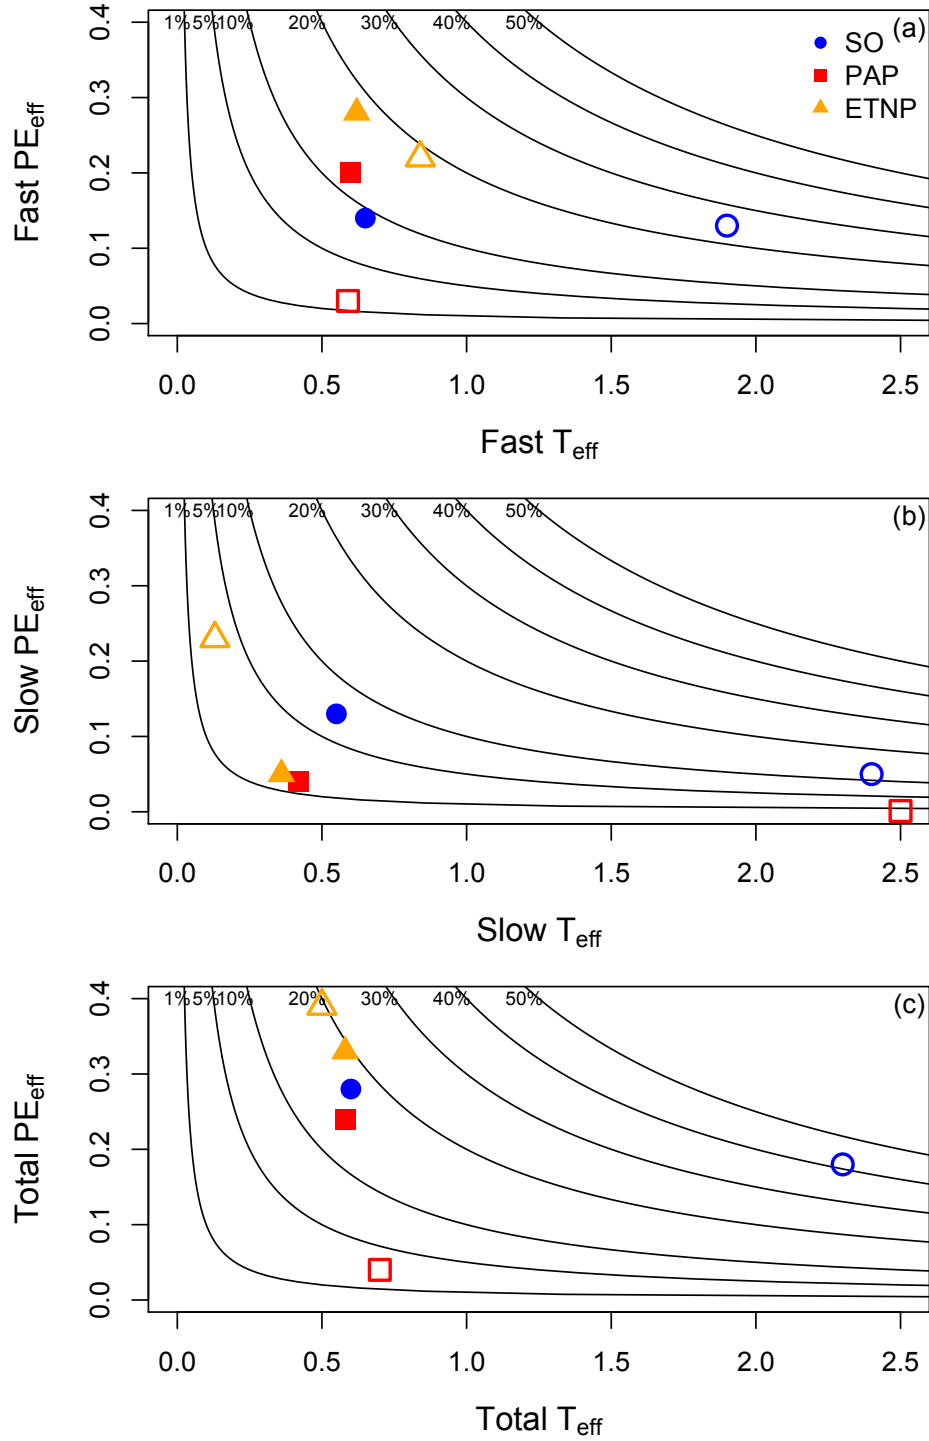 1% 5% 10% 20% 30% 40% 50% (a)
SO
PAP
ETNP
Fast PEeff
0.0 0.1 0.2 0.3 0.4
0.0 0.5 1.0 1.5 2.0 2.5
Fast Teff
1% 5% 10% 20% 30% 40% 50% (b)
Slow PEeff
0.0 0.1 0.2 0.3 0.4
0.0 0.5 1.0 1.5 2.0 2.5
Slow Teff
1% 5% 10% 20% 30% 40% 50% (c)
Total PEeff
0.0 0.1 0.2 0.3 0.4
0.0 0.5 1.0 1.5 2.0 2.5
Total Teff